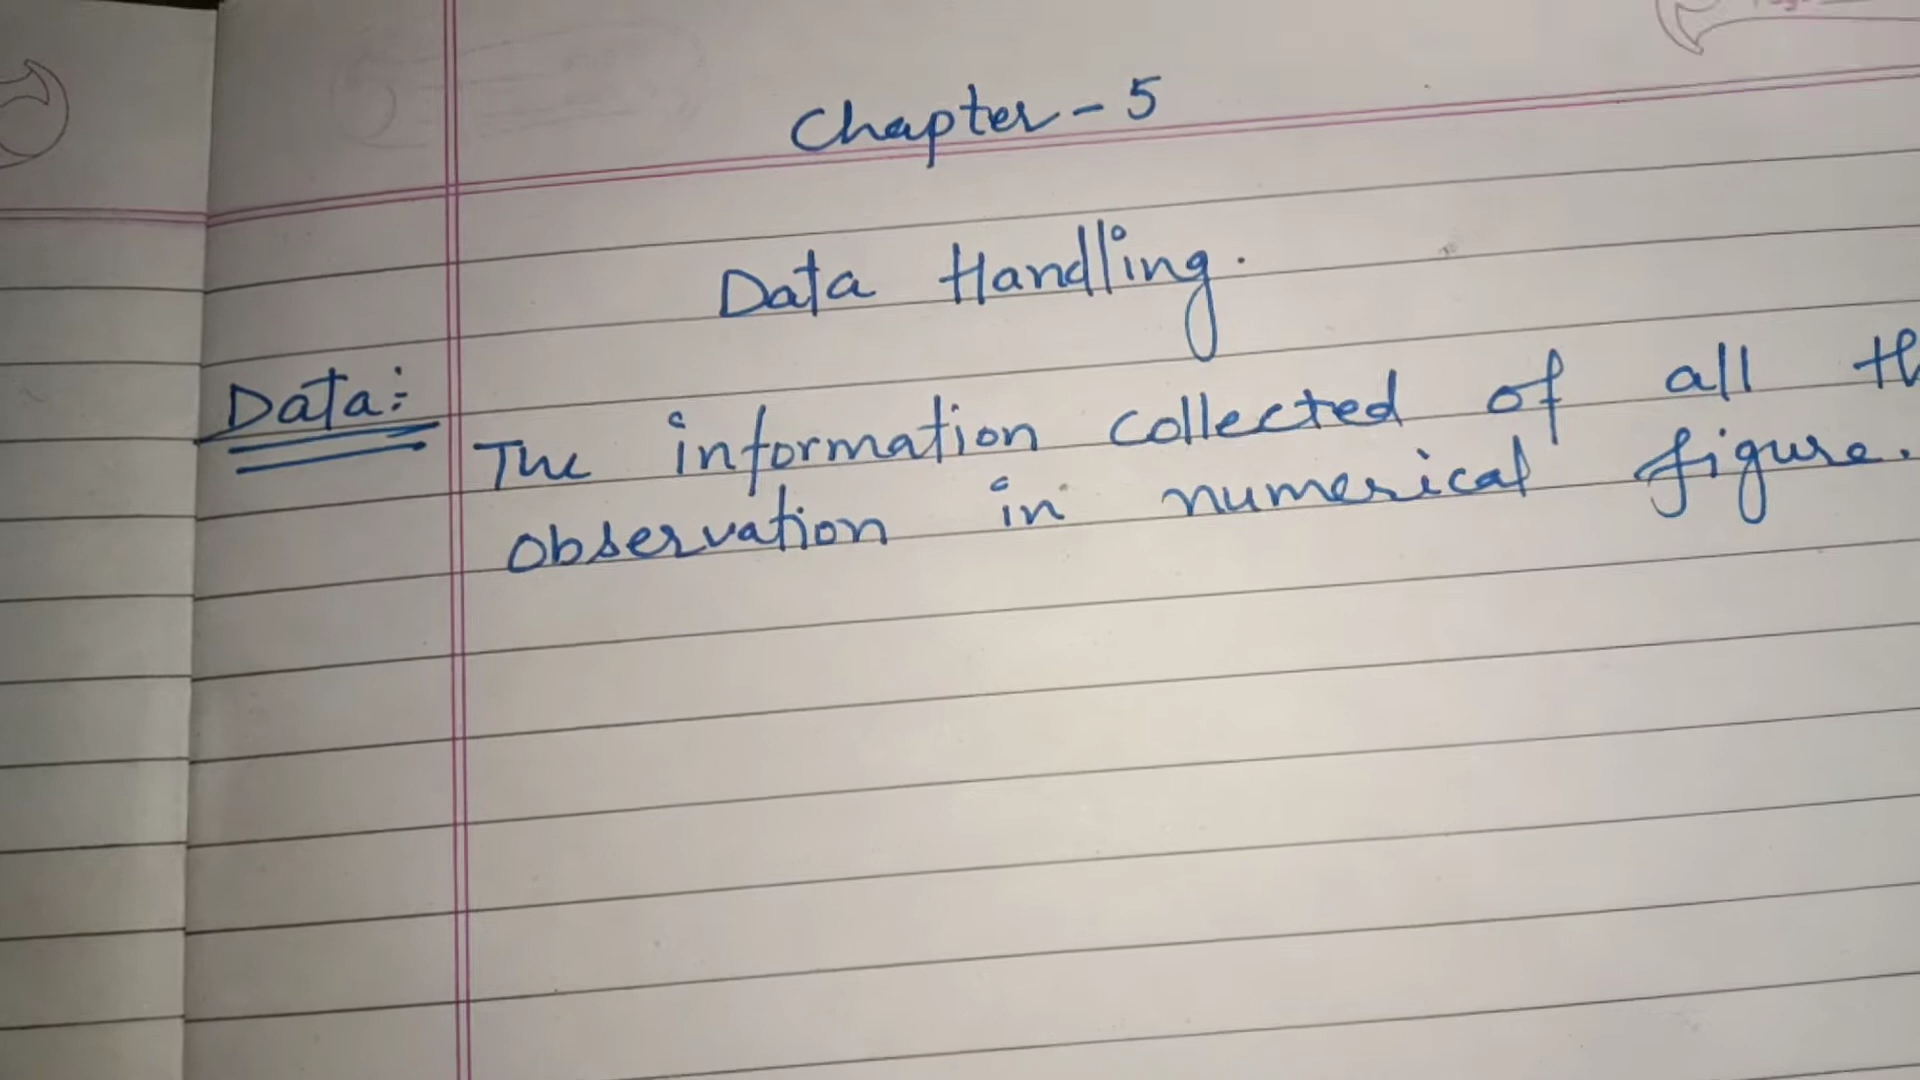 Chapter - 5
Data Handling.
Data:
The information collected of all
observation in numerical figure.